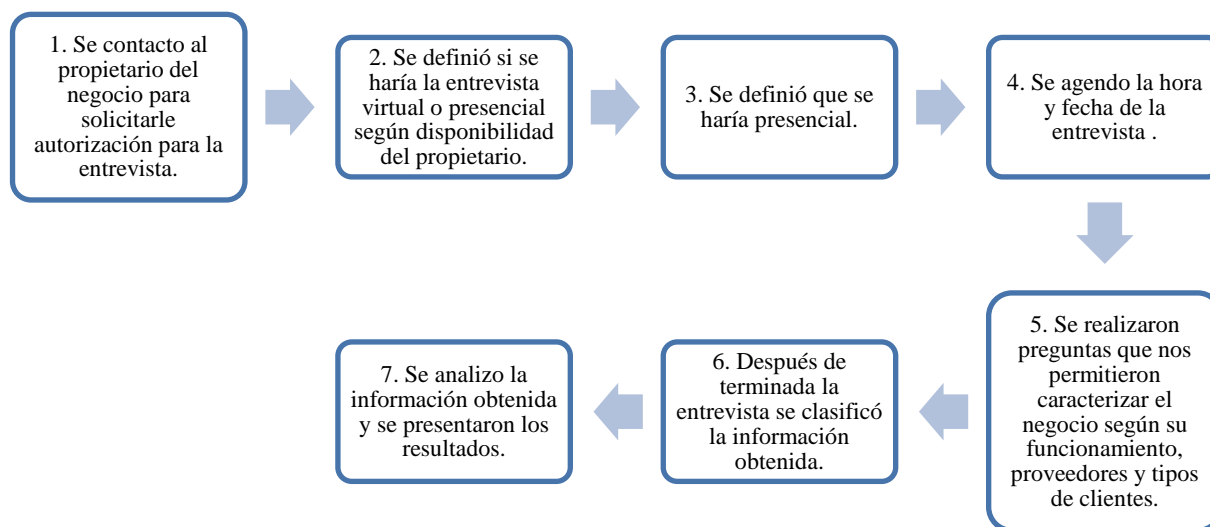 1. Se contacto al
propietario del
negocio para
solicitarle
autorización para la
entrevista.
2. Se definió si se
haría la entrevista
virtual o presencial
según disponibilidad
del propietario.
3. Se definió que se
haría presencial.
4. Se agendo la hora
y fecha de la
entrevista .
5. Se realizaron
preguntas que nos
permitieron
caracterizar el
negocio según su
funcionamiento,
proveedores y tipos
de clientes.
6. Después de
terminada la
entrevista se clasificó
la información
obtenida.
7. Se analizo la
información obtenida
y se presentaron los
resultados.